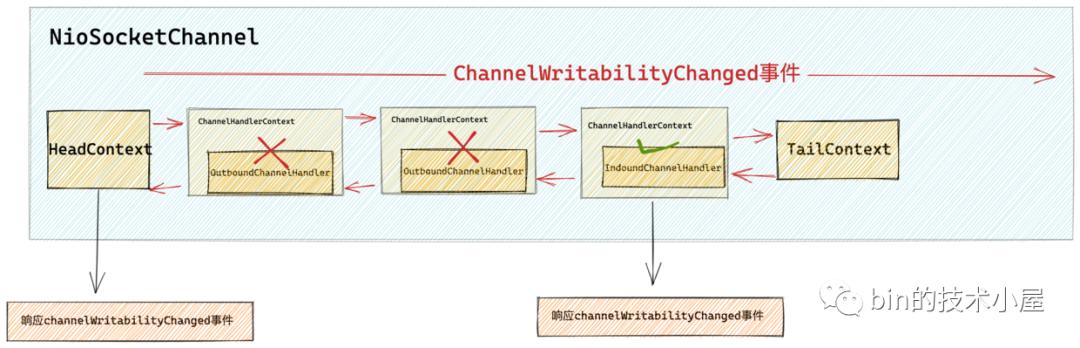 NioSocketChannel
ChannelWritabilityChanged事件
HeadContext
ChannelHandlerContext
OutboundChannelHandler
ChannelHandlerContext
OutboundChannelHandler
ChannelHandlerContext
IndoundChannelHandler
TailContext
响应channelWritabilityChanged事件
响应channelWritabilityChanged事件
bin的技术小屋